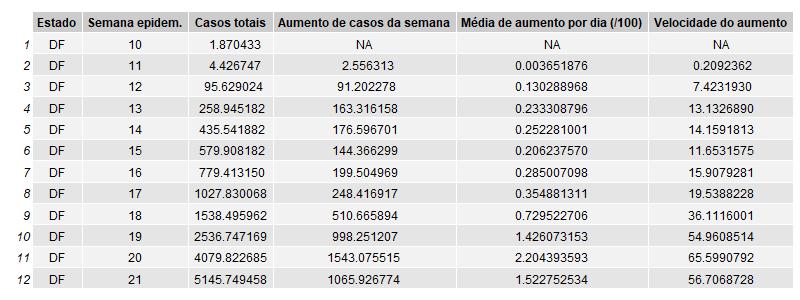 Estado Semana epidem. Casos totais Aumento de casos da semana Média de aumento por dia (/100) Velocidade do aumento
1 DF 10 1.870433 NA NA NA
2 DF 11 4.426747 2.556313 0.003651876 0.2092362
3 DF 12 95.629024 91.202278 0.130288968 7.4231930
4 DF 13 258.945182 163.316158 0.233308796 13.1326890
5 DF 14 435.541882 176.596701 0.252281001 14.1591813
6 DF 15 579.908182 144.366299 0.206237570 11.6531575
7 DF 16 779.413150 199.504969 0.285007098 15.9079281
8 DF 17 1027.830068 248.416917 0.354881311 19.5388228
9 DF 18 1538.495962 510.665894 0.729522706 36.1116001
10 DF 19 2536.747169 998.251207 1.426073153 54.9608514
11 DF 20 4079.822685 1543.075515 2.204393593 65.5990792
12 DF 21 5145.749458 1065.926774 1.522752534 56.7068728